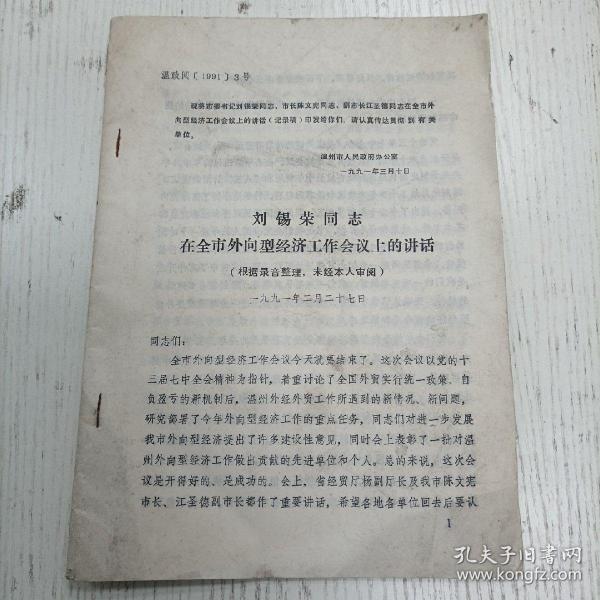 温政阅〔1991〕3号
现将市委书记刘锡荣同志、市长陈文宪同志、副市长江圣德同志在全市外
向型经济工作会议上的讲话（记录稿）印发给你们，请认真传达贯彻到有关
单位。
温州市人民政府办公室
一九九一年三月十日
刘锡荣同志
在全市外向型经济工作会议上的讲话
（根据录音整理，未经本人审阅）
一九九一年二月二十七日
同志们：
全市外向型经济工作会议今天就要结束了。这次会议以党的十
三届七中全会精神为指针，着重讨论了全国外贸实行统一政策、自
负盈亏的新机制后，温州外经外贸工作所遇到的新情况、新问题，
研究部署了今年外向型经济工作的重点任务，同志们对进一步发展
我市外向型经济提出了许多建设性意见，同时会上表彰了一批对温
州外向型经济工作做出贡献的先进单位和个人。总的来说，这次会
议是开得好的、是成功的。会上，省经贸厅杨副厅长及我市陈文宪
市长、江圣德副市长都作了重要讲话，希望各地各单位回去后要认
1
孔夫子旧书网
www.kongfz.com